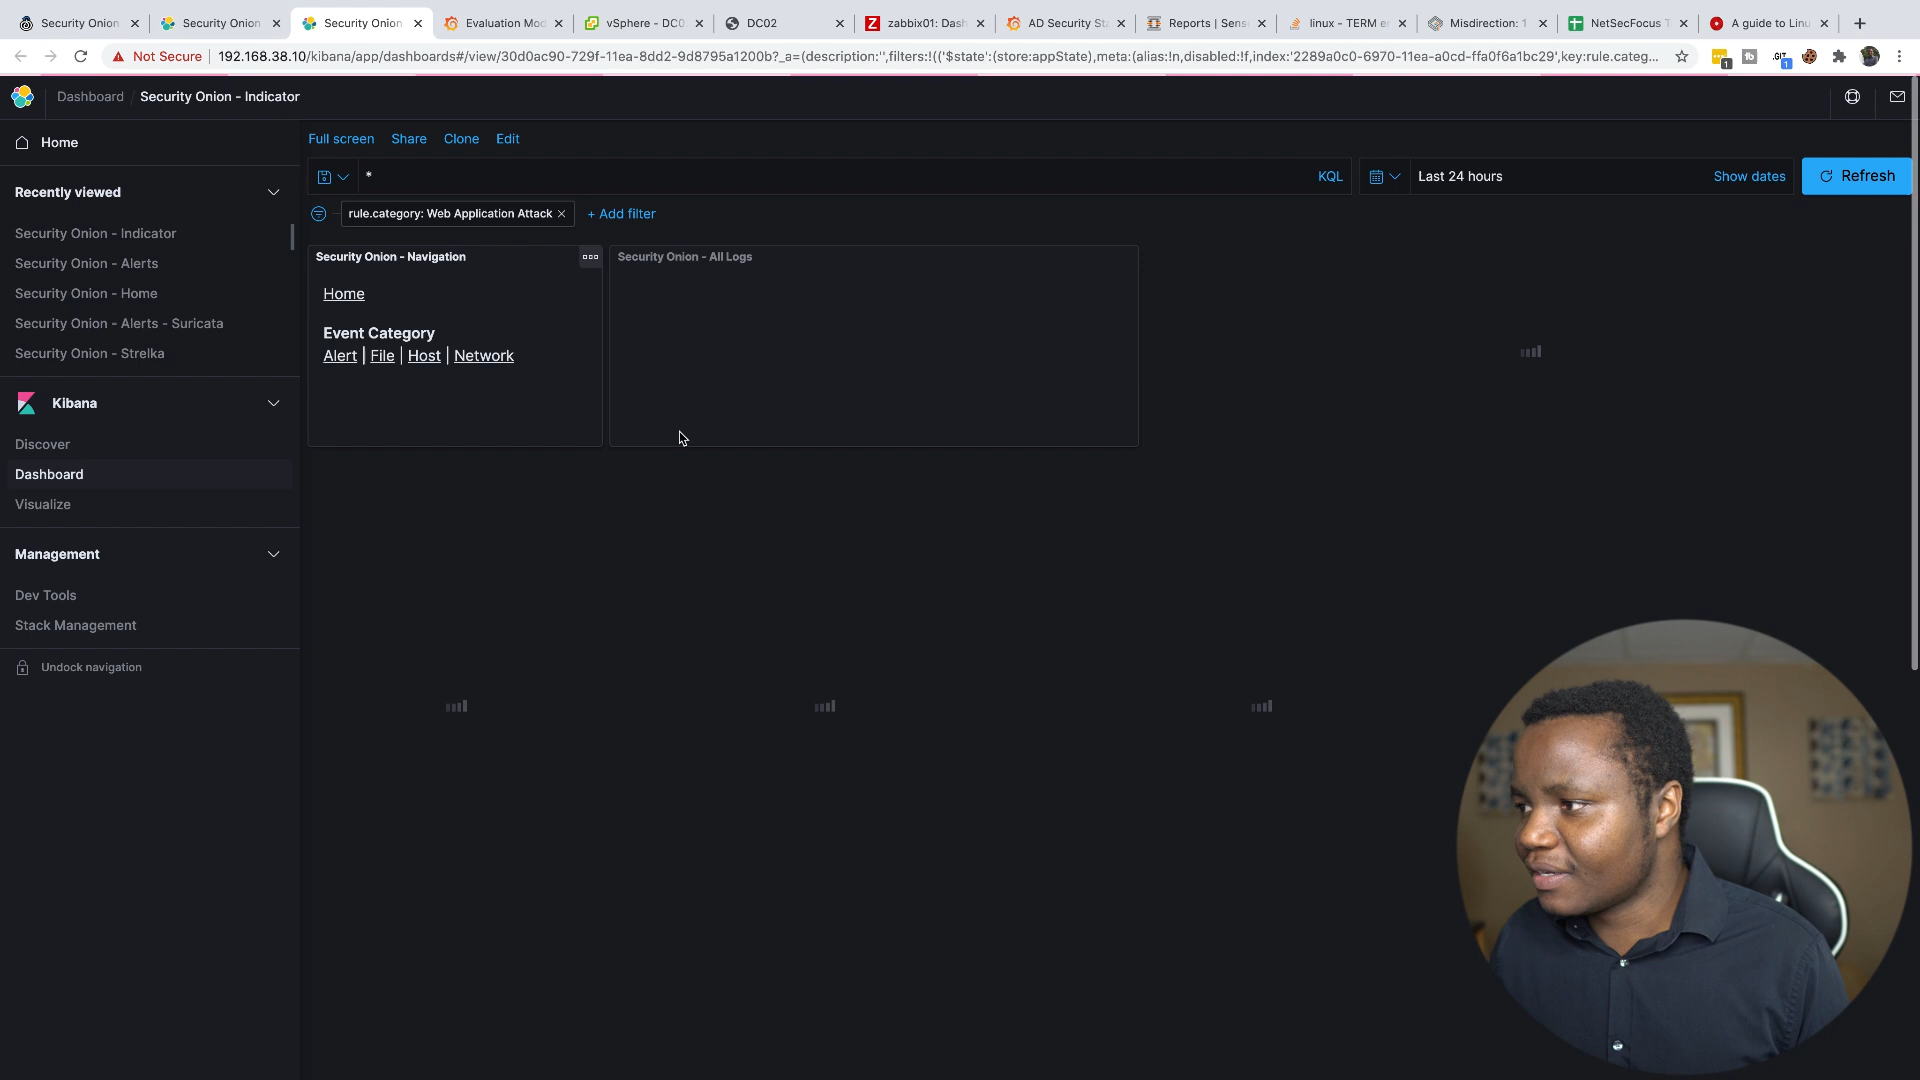 Security Onion
Security Onion
Security Onion
Evaluation Mod
vSphere - DC0
DC02
zabbix01: Dash
AD Security Sta
Reports | Sense
linux - TERM e
Misdirection: 1
NetSecFocus T
A guide to Linu
Not Secure
192.168.38.10/kibana/app/dashboards#/view/30d0ac90-729f-11ea-8dd2-9d8795a1200b?_a=(description:'',filters:!(('$state':(store:appState),meta:(alias:!n,disabled:!f,index:'2289a0c0-6970-11ea-a0cd-ffa0f6a1bc29',key:rule.categ...
Dashboard / Security Onion - Indicator
Home
Recently viewed
Security Onion - Indicator
Security Onion - Alerts
Security Onion - Home
Security Onion - Alerts - Suricata
Security Onion - Strelka
Kibana
Discover
Dashboard
Visualize
Management
Dev Tools
Stack Management
Undock navigation
Full screen Share Clone Edit
* KQL Last 24 hours Show dates Refresh
rule.category: Web Application Attack + Add filter
Security Onion - Navigation
Home
Event Category
Alert | File | Host | Network
Security Onion - All Logs